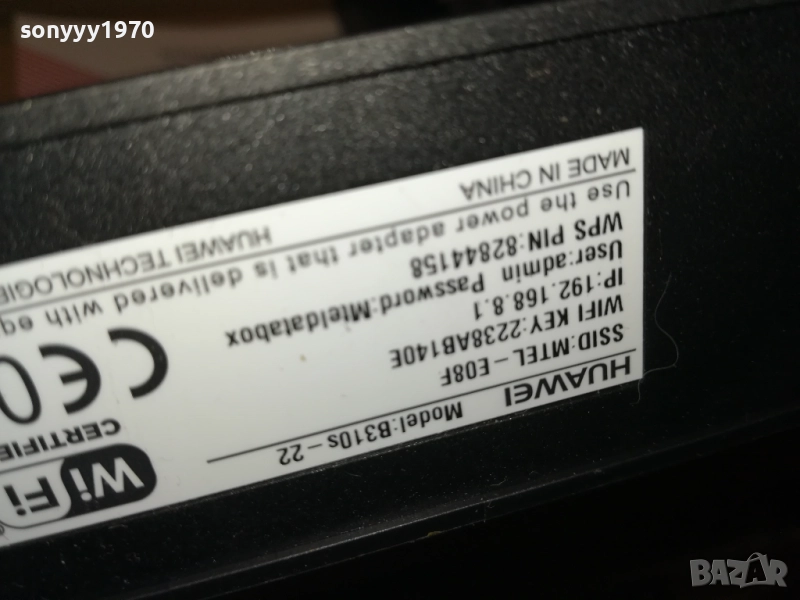 sonyyy1970
HUAWEI Model:B310s-22
SSID:MTEL-E08F
WIFI KEY:2238AB140E
IP:192.168.8.1
User:admin Password:Mteldatabox
WPS PIN:82844158
Use the power adapter that is delivered with eq
MADE IN CHINA HUAWEI TECHNOLOGIE
WiFi
CERTIFIE
CE0
BAZAR